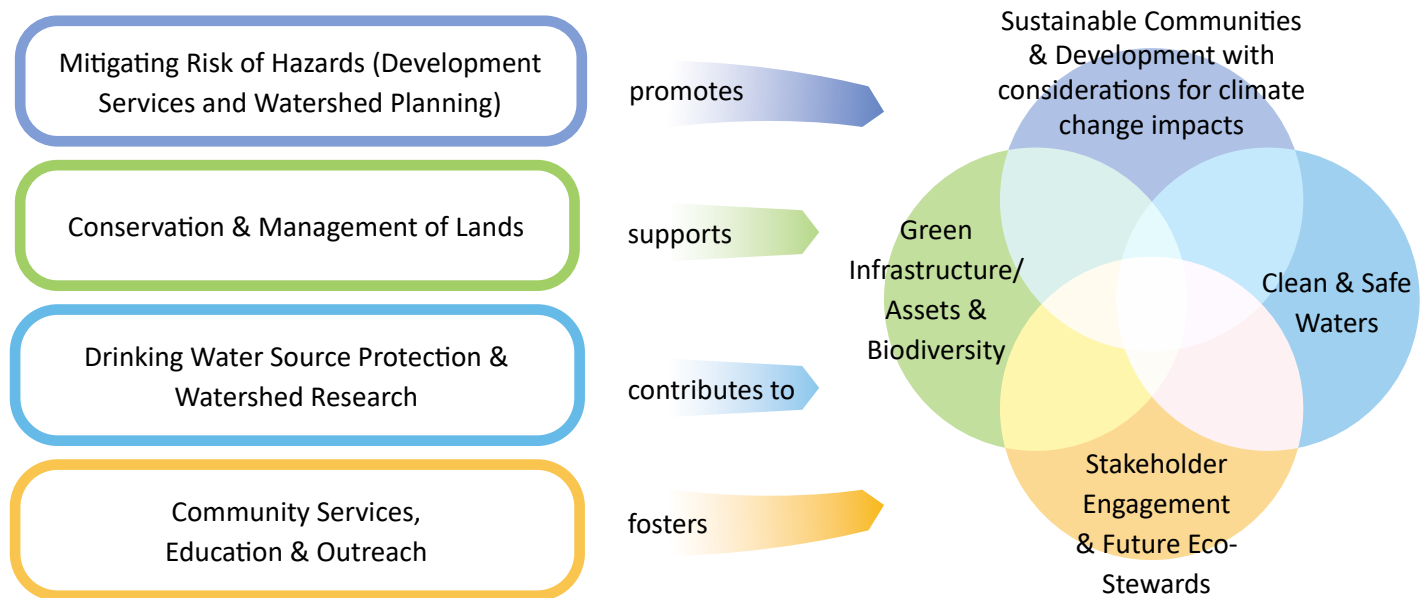 Mitigating Risk of Hazards (Development
Services and Watershed Planning)
promotes
Sustainable Communities
& Development with
considerations for climate
change impacts
Conservation & Management of Lands
supports
Green
Infrastructure/
Assets &
Biodiversity
Drinking Water Source Protection &
Watershed Research
contributes to
Clean & Safe
Waters
Community Services,
Education & Outreach
fosters
Stakeholder
Engagement
& Future Eco-
Stewards